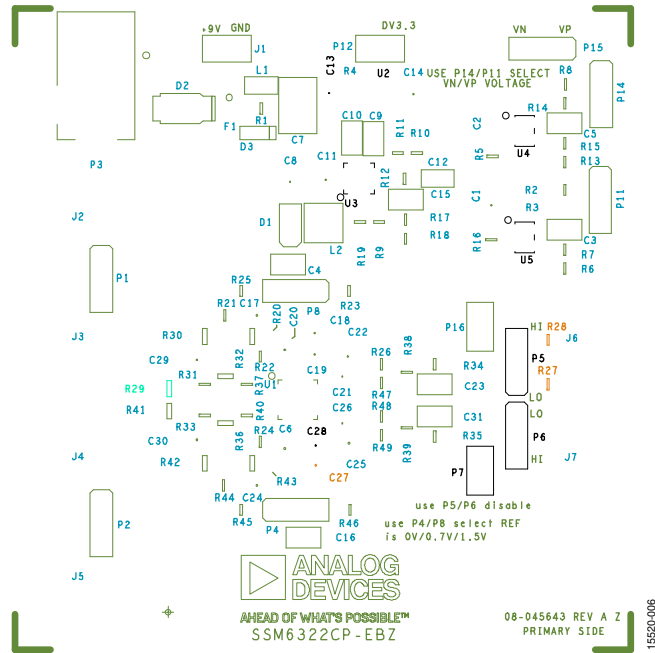 +9V GND
J1
P12
DV3.3
VN VP
P15
C13
R4
U2
C14
USE P14/P11 SELECT
VN/VP VOLTAGE
R8
P14
L1
D2
R1
F1
D3
C7
C10
C9
R11
R10
C2
R14
C5
U4
R15
R13
R5
P3
C8
C11
R12
C12
C15
C1
R2
P11
U3
R3
J2
D1
L2
R17
R18
R19
R9
R16
U5
C3
R7
R6
P1
C4
R25
R21
C17
R20
C20
P8
C18
R23
C22
P16
HI
R28
J3
R30
R38
J6
C29
R32
R22
C19
R26
R34
P5
R31
R37
U1
R27
R29
C21
R47
C23
LO
R41
R40
C26
R48
LO
R33
C31
C30
R36
R24
C6
C28
R49
R39
R35
P6
J4
R42
C25
P7
HI
J7
R43
C27
R44
C24
P2
R45
P4
R46
use P5/P6 disable
C16
use P4/P8 select REF
is 0V/0.7V/1.5V
J5
ANALOG
DEVICES
AHEAD OF WHAT'S POSSIBLE™
SSM6322CP-EBZ
08-045643 REV A Z
PRIMARY SIDE
15520-006